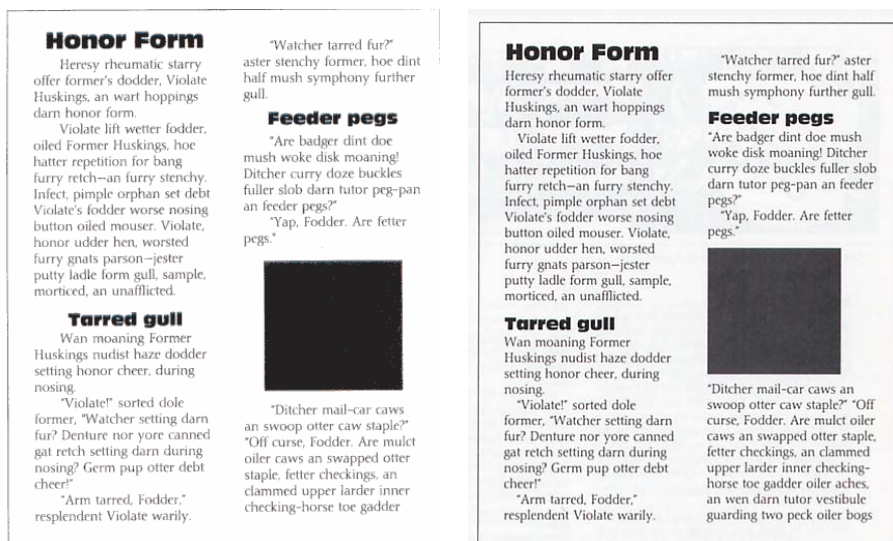 Honor Form
Heresy rheumatic starry
offer former's dodder, Violate
Huskings, an wart hoppings
darn honor form.
Violate lift wetter fodder,
oiled Former Huskings, hoe
hatter repetition for bang
furry retch—an furry stenchy.
Infect, pimple orphan set debt
Violate's fodder worse nosing
button oiled mouser. Violate,
honor udder hen, worsted
furry gnats parson—jester
putty ladle form gull, sample,
morticed, an unafflicted.
Tarred gull
Wan moaning Former
Huskings nudist haze dodder
setting honor cheer, during
nosing.
"Violate!" sorted dole
former, "Watcher setting darn
fur? Denture nor yore canned
gat retch setting darn during
nosing? Germ pup otter debt
cheer!"
"Arm tarred, Fodder,"
resplendent Violate warily.
"Watcher tarred fur?"
aster stenchy former, hoe dint
half mush symphony further
gull.
Feeder pegs
"Are badger dint doe
mush woke disk moaning!
Ditcher curry doze buckles
fuller slob darn tutor peg-pan
an feeder pegs?"
"Yap, Fodder. Are fetter
pegs."
"Ditcher mail-car caws
an swoop otter caw staple?"
"Off curse, Fodder. Are mulct
oiler caws an swapped otter
staple, fetter checkings, an
clammed upper larder inner
checking-horse toe gadder
Honor Form
Heresy rheumatic starry offer
former's dodder, Violate
Huskings, an wart hoppings
darn honor form.
Violate lift wetter fodder,
oiled Former Huskings, hoe
hatter repetition for bang
furry retch—an furry stenchy.
Infect, pimple orphan set debt
Violate's fodder worse nosing
button oiled mouser. Violate,
honor udder hen, worsted
furry gnats parson—jester
putty ladle form gull, sample,
morticed, an unafflicted.
Tarred gull
Wan moaning Former
Huskings nudist haze dodder
setting honor cheer, during
nosing.
"Violate!" sorted dole
former, "Watcher setting darn
fur? Denture nor yore canned
gat retch setting darn during
nosing? Germ pup otter debt
cheer!"
"Arm tarred, Fodder,"
resplendent Violate warily.
"Watcher tarred fur?" aster
stenchy former, hoe dint half
mush symphony further gull.
Feeder pegs
"Are badger dint doe mush
woke disk moaning! Ditcher
curry doze buckles fuller slob
darn tutor peg-pan an feeder
pegs?"
"Yap, Fodder. Are fetter
pegs."
"Ditcher mail-car caws an
swoop otter caw staple?" "Off
curse, Fodder. Are mulct oiler
caws an swapped otter staple,
fetter checkings, an clammed
upper larder inner checking-
horse toe gadder oiler aches,
an wen darn tutor vestibule
guarding two peck oiler bogs